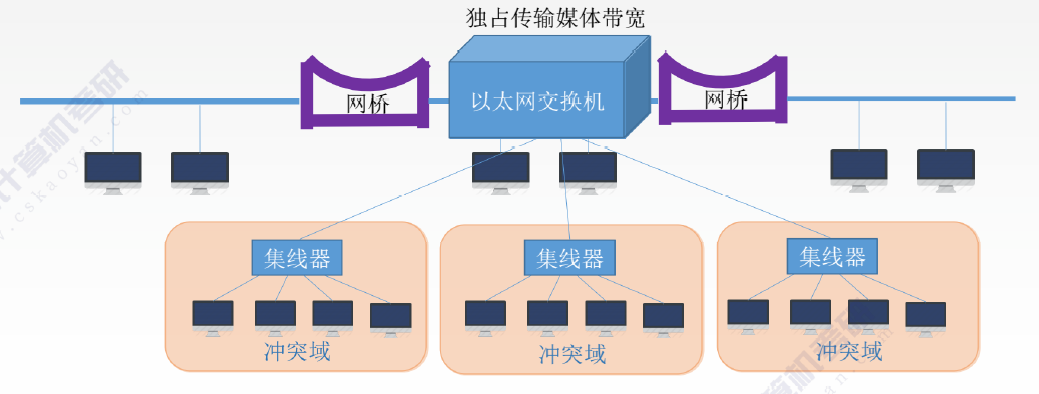 独占传输媒体带宽
网桥
以太网交换机
网桥
集线器
集线器
集线器
冲突域
冲突域
冲突域
计算机考研
cskaoyan.com